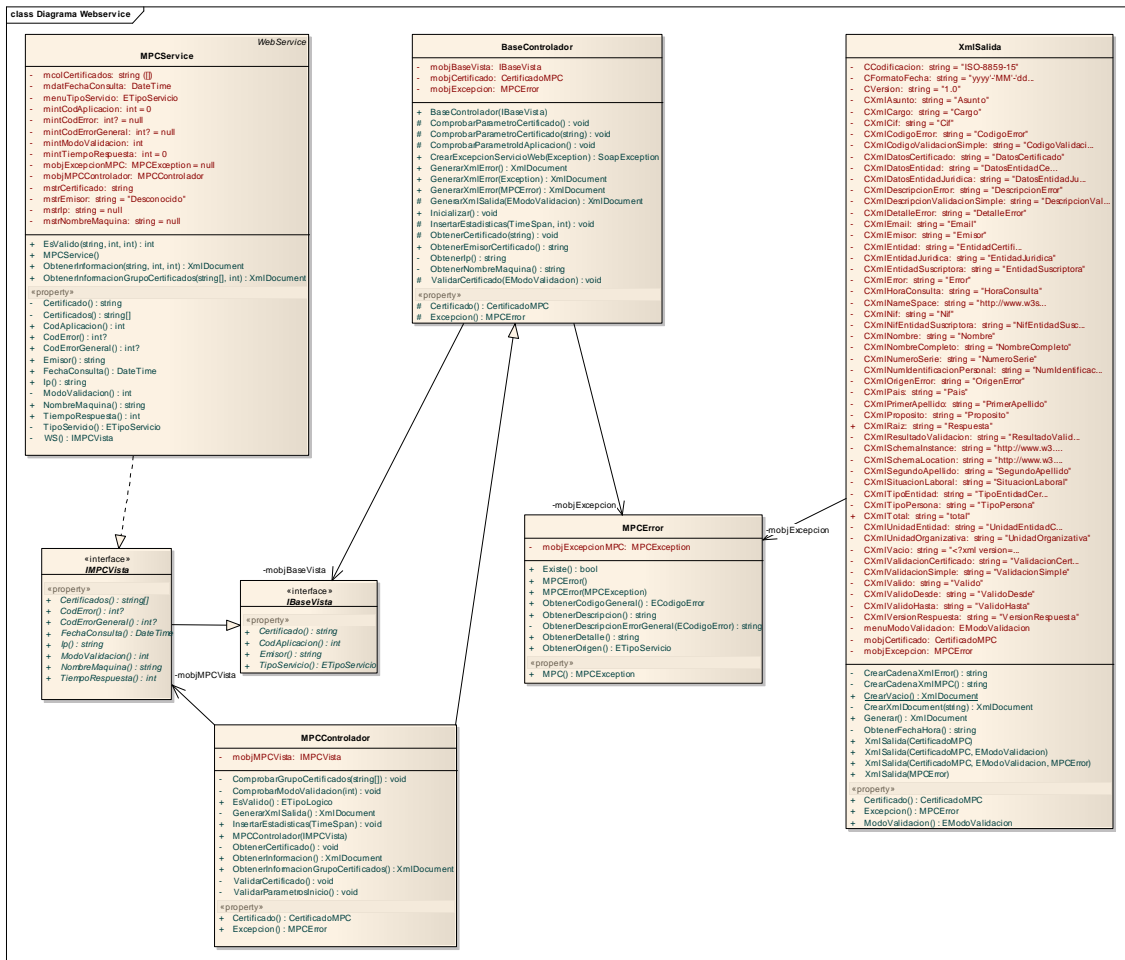 class Diagrama Webservice
WebService
MPCService
- mcolCertificados: string ([])
- mdatFechaConsulta: DateTime
- menuTipoServicio: ETipoServicio
- mintCodAplicacion: int = 0
- mintCodError: int? = null
- mintCodErrorGeneral: int? = null
- mintModoValidacion: int
- mintTiempoRespuesta: int = 0
- mobjExcepcionMPC: MPCException = null
- mobjMPCControlador: MPCControlador
- mstrCertificado: string
- mstrEmisor: string = "Desconocido"
- mstrIp: string = null
- mstrNombreMaquina: string = null
+ EsValido(string, int, int) : int
+ MPCService()
+ ObtenerInformacion(string, int, int) : XmlDocument
+ ObtenerInformacionGrupoCertificados(string[], int) : XmlDocument
«property»
- Certificado() : string
- Certificados() : string[]
+ CodAplicacion() : int
+ CodError() : int?
+ CodErrorGeneral() : int?
+ Emisor() : string
+ FechaConsulta() : DateTime
+ Ip() : string
- ModoValidacion() : int
+ NombreMaquina() : string
+ TiempoRespuesta() : int
- TipoServicio() : ETipoServicio
- WS() : IMPCVista
BaseControlador
- mobjBaseVista: IBaseVista
- mobjCertificado: CertificadoMPC
- mobjExcepcion: MPCError
+ BaseControlador(IBaseVista)
# ComprobarParametroCertificado() : void
# ComprobarParametroCertificado(string) : void
# ComprobarParametroIdAplicacion() : void
+ CrearExcepcionServicioWeb(Exception) : SoapException
+ GenerarXmlError() : XmlDocument
+ GenerarXmlError(Exception) : XmlDocument
+ GenerarXmlError(MPCError) : XmlDocument
# GenerarXmlSalida(EModoValidacion) : XmlDocument
+ Inicializar() : void
# InsertarEstadisticas(TimeSpan, int) : void
# ObtenerCertificado(string) : void
+ ObtenerEmisorCertificado() : string
- ObtenerIp() : string
- ObtenerNombreMaquina() : string
# ValidarCertificado(EModoValidacion) : void
«property»
# Certificado() : CertificadoMPC
# Excepcion() : MPCError
XmlSalida
- CCodificacion: string = "ISO-8859-15"
- CFormatoFecha: string = "yyyy'-'MM'-'dd...
- CVersion: string = "1.0"
- CXmlAsunto: string = "Asunto"
- CXmlCargo: string = "Cargo"
- CXmlCif: string = "Cif"
- CXmlCodigoError: string = "CodigoError"
- CXmlCodigoValidacionSimple: string = "CodigoValidaci...
- CXmlDatosCertificado: string = "DatosCertificado"
- CXmlDatosEntidad: string = "DatosEntidadCe...
- CXmlDatosEntidadJuridica: string = "DatosEntidadJu...
- CXmlDescripcionError: string = "DescripcionError"
- CXmlDescripcionValidacionSimple: string = "DescripcionVal...
- CXmlDetalleError: string = "DetalleError"
- CXmlEmail: string = "Email"
- CXmlEmisor: string = "Emisor"
- CXmlEntidad: string = "EntidadCertifi...
- CXmlEntidadJuridica: string = "EntidadJuridica"
- CXmlEntidadSuscriptora: string = "EntidadSuscriptora"
- CXmlError: string = "Error"
- CXmlHoraConsulta: string = "HoraConsulta"
- CXmlNameSpace: string = "http://www.w3s...
- CXmlNif: string = "Nif"
- CXmlNifEntidadSuscriptora: string = "NifEntidadSusc...
- CXmlNombre: string = "Nombre"
- CXmlNombreCompleto: string = "NombreCompleto"
- CXmlNumeroSerie: string = "NumeroSerie"
- CXmlNumIdentificacionPersonal: string = "NumIdentificac...
- CXmlOrigenError: string = "OrigenError"
- CXmlPais: string = "Pais"
- CXmlPrimerApellido: string = "PrimerApellido"
- CXmlProposito: string = "Proposito"
+ CXmlRaiz: string = "Respuesta"
- CXmlResultadoValidacion: string = "ResultadoValid...
- CXmlSchemaInstance: string = "http://www.w3....
- CXmlSchemaLocation: string = "http://www.w3....
- CXmlSegundoApellido: string = "SegundoApellido"
- CXmlSituacionLaboral: string = "SituacionLaboral"
- CXmlTipoEntidad: string = "TipoEntidadCer...
- CXmlTipoPersona: string = "TipoPersona"
+ CXmlTotal: string = "total"
- CXmlUnidadEntidad: string = "UnidadEntidadC...
- CXmlUnidadOrganizativa: string = "UnidadOrganizativa"
- CXmlVacio: string = "<?xml version=...
- CXmlValidacionCertificado: string = "ValidacionCert...
- CXmlValidacionSimple: string = "ValidacionSimple"
- CXmlValido: string = "Valido"
- CXmlValidoDesde: string = "ValidoDesde"
- CXmlValidoHasta: string = "ValidoHasta"
- CXmlVersionRespuesta: string = "VersionRespuesta"
- menuModoValidacion: EModoValidacion
- mobjCertificado: CertificadoMPC
- mobjExcepcion: MPCError
- CrearCadenaXmlError() : string
- CrearCadenaXmlMPC() : string
+ CrearVacio() : XmlDocument
- CrearXmlDocument(string) : XmlDocument
+ Generar() : XmlDocument
- ObtenerFechaHora() : string
+ XmlSalida(CertificadoMPC)
+ XmlSalida(CertificadoMPC, EModoValidacion)
+ XmlSalida(CertificadoMPC, EModoValidacion, MPCError)
+ XmlSalida(MPCError)
«property»
+ Certificado() : CertificadoMPC
+ Excepcion() : MPCError
+ ModoValidacion() : EModoValidacion
-mobjExcepcion
-mobjExcepcion
MPCError
- mobjExcepcionMPC: MPCException
+ Existe() : bool
+ MPCError()
+ MPCError(MPCException)
+ ObtenerCodigoGeneral() : ECodigoError
+ ObtenerDescripcion() : string
- ObtenerDescripcionErrorGeneral(ECodigoError) : string
+ ObtenerDetalle() : string
+ ObtenerOrigen() : ETipoServicio
«property»
+ MPC() : MPCException
«interface»
IMPCVista
«property»
+ Certificados() : string[]
+ CodError() : int?
+ CodErrorGeneral() : int?
+ FechaConsulta() : DateTime
+ Ip() : string
+ ModoValidacion() : int
+ NombreMaquina() : string
+ TiempoRespuesta() : int
-mobjBaseVista
«interface»
IBaseVista
«property»
+ Certificado() : string
+ CodAplicacion() : int
+ Emisor() : string
+ TipoServicio() : ETipoServicio
-mobjMPCVista
MPCControlador
- mobjMPCVista: IMPCVista
- ComprobarGrupoCertificados(string[]) : void
- ComprobarModoValidacion(int) : void
+ EsValido() : ETipoLogico
- GenerarXmlSalida() : XmlDocument
+ InsertarEstadisticas(TimeSpan) : void
+ MPCControlador(IMPCVista)
- ObtenerCertificado() : void
+ ObtenerInformacion() : XmlDocument
+ ObtenerInformacionGrupoCertificados() : XmlDocument
- ValidarCertificado() : void
- ValidarParametrosInicio() : void
«property»
+ Certificado() : CertificadoMPC
+ Excepcion() : MPCError